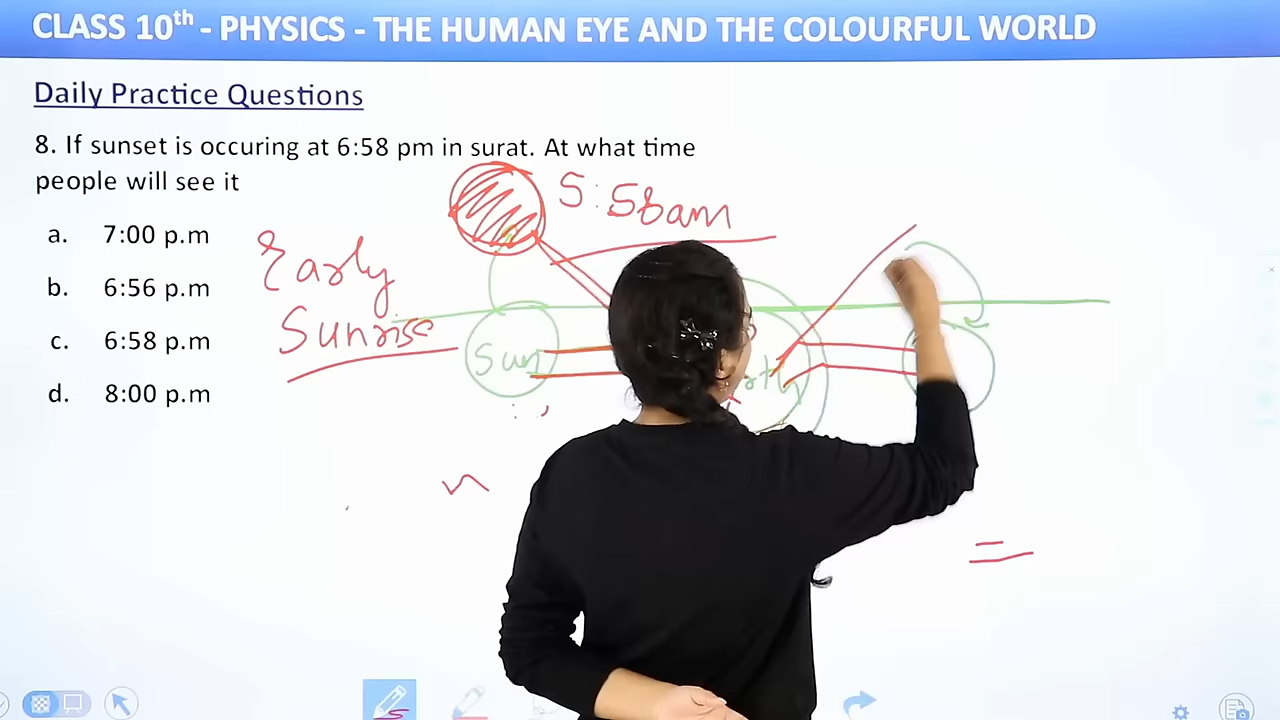 CLASS 10th - PHYSICS - THE HUMAN EYE AND THE COLOURFUL WORLD
Daily Practice Questions
8. If sunset is occuring at 6:58 pm in surat. At what time
people will see it
a. 7:00 p.m
b. 6:56 p.m
c. 6:58 p.m
d. 8:00 p.m
5:58am
Early
Sunrise
Sun